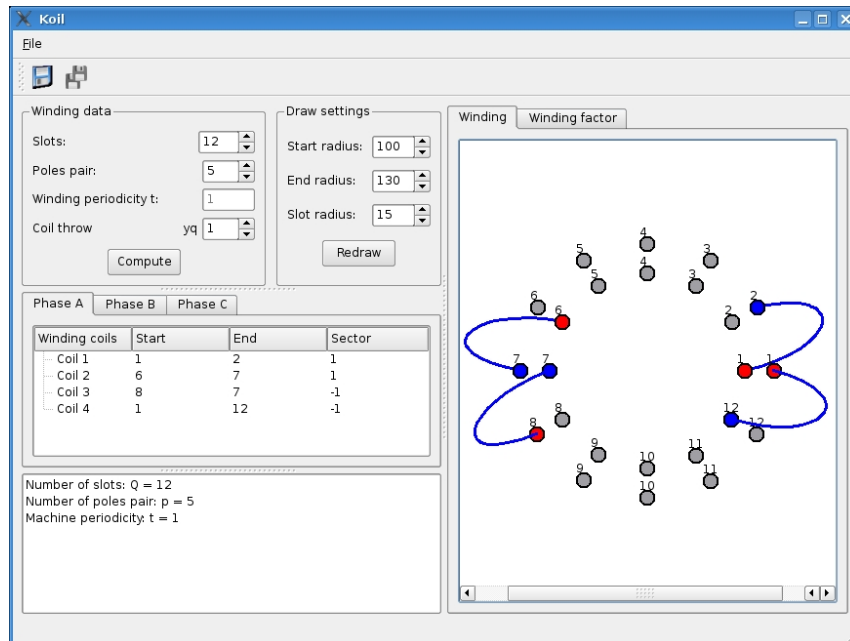 Koil
File
Winding data
Slots: 12
Poles pair: 5
Winding periodicity t: 1
Coil throw yq 1
Compute
Draw settings
Start radius: 100
End radius: 130
Slot radius: 15
Redraw
Phase A Phase B Phase C
Winding coils Start End Sector
Coil 1 1 2 1
Coil 2 6 7 1
Coil 3 8 7 -1
Coil 4 1 12 -1
Number of slots: Q = 12
Number of poles pair: p = 5
Machine periodicity: t = 1
Winding Winding factor
4
5 3
4
5 3
6 2
6 2
7 7 1 1
8 12
8 12
9 10 11
9 11
10